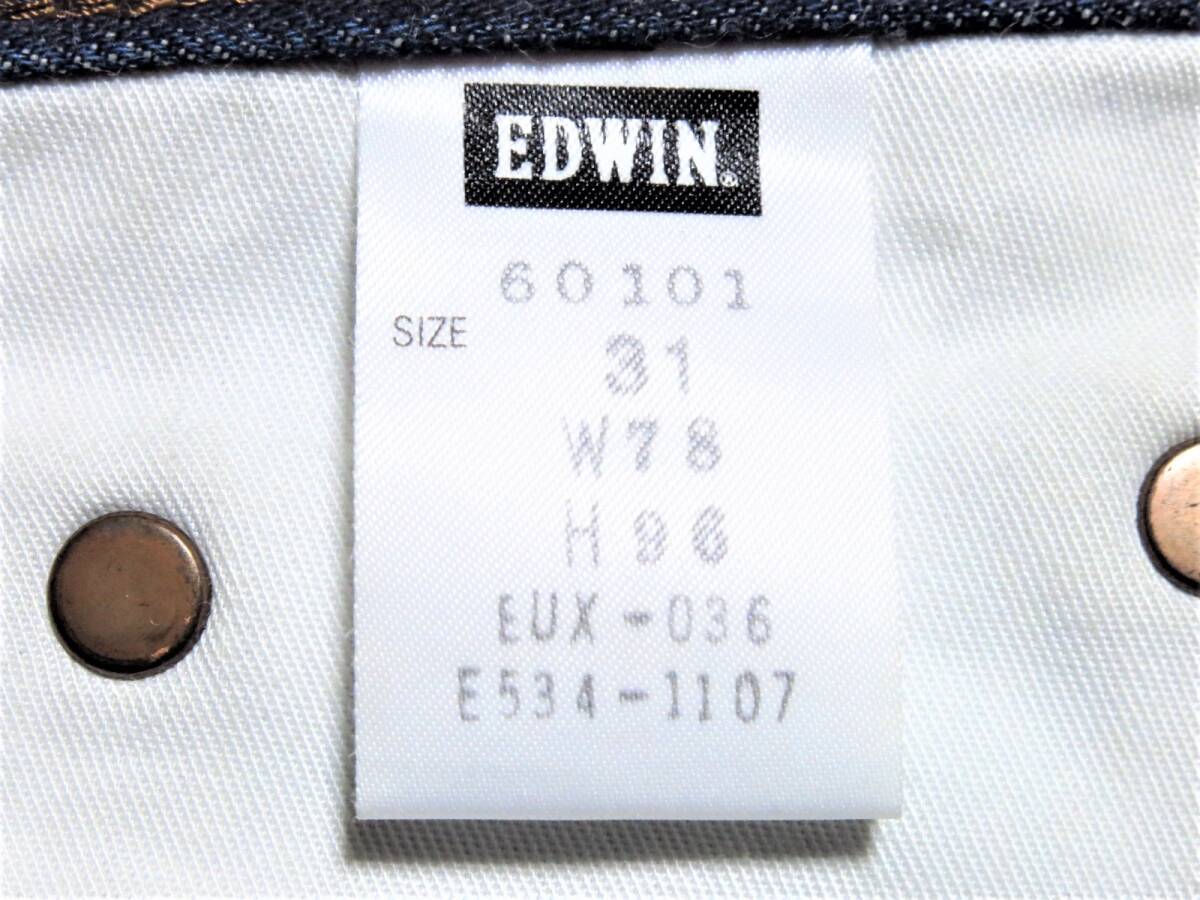 EDWIN®
60101
SIZE 31
W78
H96
EUX-036
E534-1107